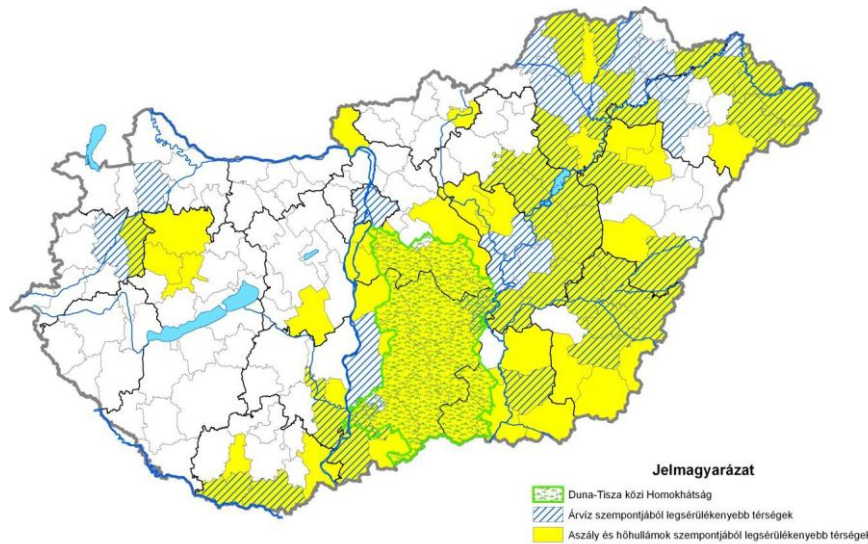 Jelmagyarázat
Duna-Tisza közi Homokhátság
Árvíz szempontjából legsérülékenyebb térségek
Aszály és hőhullámok szempontjából legsérülékenyebb térségek